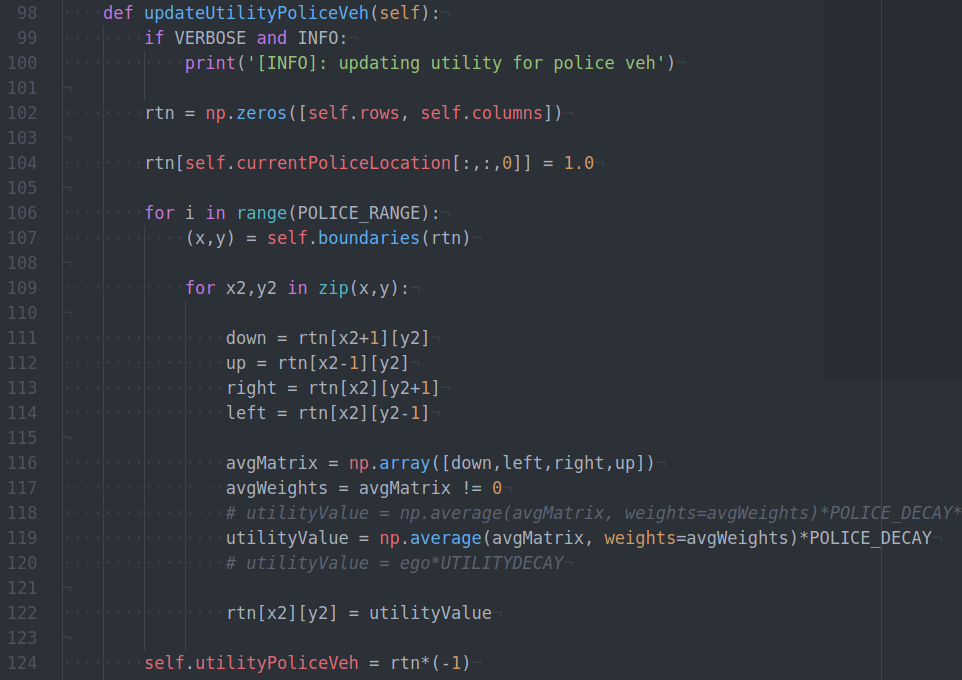 98 def updateUtilityPoliceVeh(self):
99 if VERBOSE and INFO:
100 print('[INFO]: updating utility for police veh')
101
102 rtn = np.zeros([self.rows, self.columns])
103
104 rtn[self.currentPoliceLocation[:,:,0]] = 1.0
105
106 for i in range(POLICE_RANGE):
107 (x,y) = self.boundaries(rtn)
108
109 for x2,y2 in zip(x,y):
110
111 down = rtn[x2+1][y2]
112 up = rtn[x2-1][y2]
113 right = rtn[x2][y2+1]
114 left = rtn[x2][y2-1]
115
116 avgMatrix = np.array([down,left,right,up])
117 avgWeights = avgMatrix != 0
118 # utilityValue = np.average(avgMatrix, weights=avgWeights)*POLICE_DECAY*
119 utilityValue = np.average(avgMatrix, weights=avgWeights)*POLICE_DECAY
120 # utilityValue = ego*UTILITYDECAY
121
122 rtn[x2][y2] = utilityValue
123
124 self.utilityPoliceVeh = rtn*(-1)